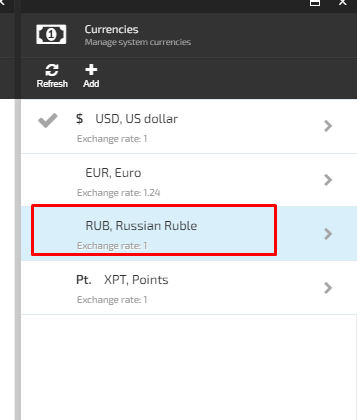 Currencies
Manage system currencies
Refresh Add
$ USD, US dollar
Exchange rate: 1
EUR, Euro
Exchange rate: 1.24
RUB, Russian Ruble
Exchange rate: 1
Pt. XPT, Points
Exchange rate: 1